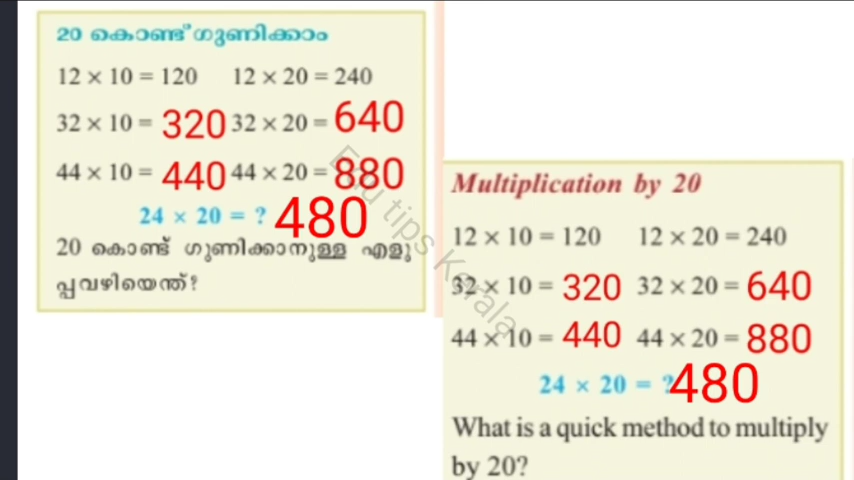 20 കൊണ്ട് ഗുണിക്കാം
12 × 10 = 120 12 × 20 = 240
32 × 10 = 320 32 × 20 = 640
44 × 10 = 440 44 × 20 = 880
24 × 20 = ? 480
20 കൊണ്ട് ഗുണിക്കാനുള്ള എളു
പ്പവഴിയെന്ത്?
Edu tips Kerala
Multiplication by 20
12 × 10 = 120 12 × 20 = 240
32 × 10 = 320 32 × 20 = 640
44 × 10 = 440 44 × 20 = 880
24 × 20 = ? 480
What is a quick method to multiply
by 20?